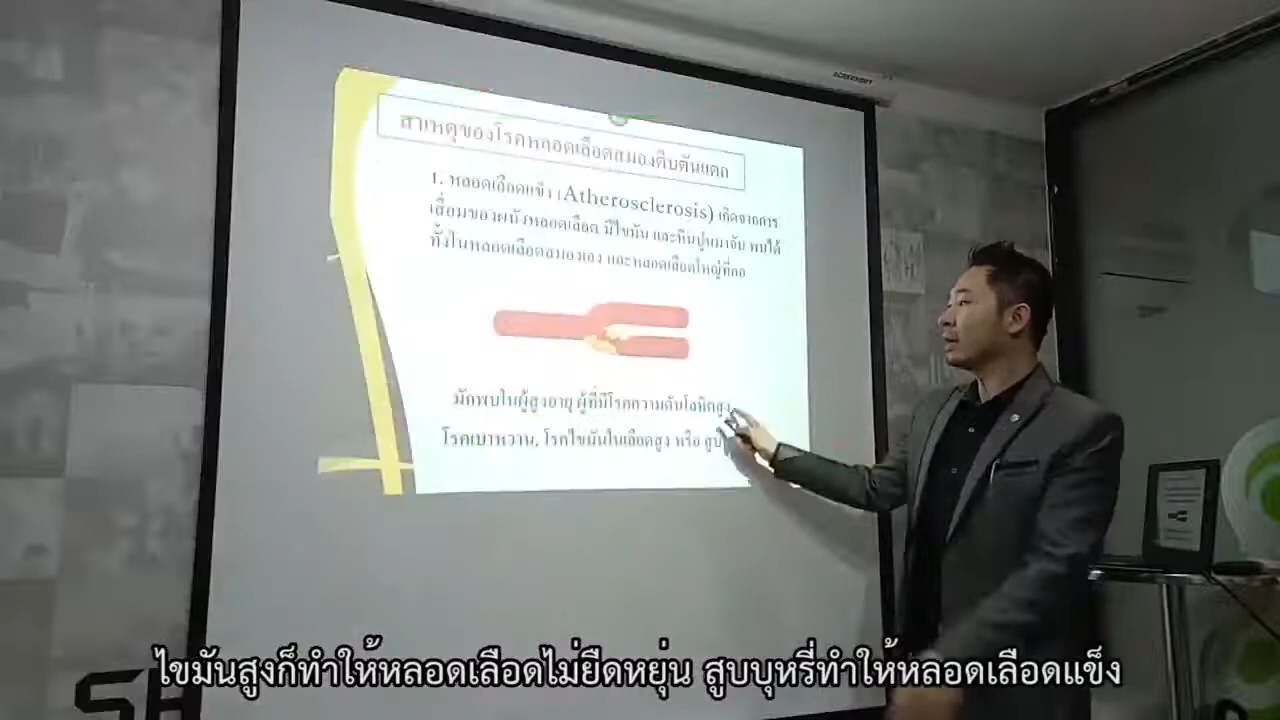 SCREENBOY
สาเหตุของโรคหลอดเลือดสมองตีบตันแตก
1. หลอดเลือดแข็ง (Atherosclerosis) เกิดจากการ
เสื่อมของผนังหลอดเลือด มีไขมัน และหินปูนมาจับ พบได้
ทั้งในหลอดเลือดสมองเอง และหลอดเลือดใหญ่ที่คอ
มักพบในผู้สูงอายุ ผู้ที่มีโรคความดันโลหิตสูง,
โรคเบาหวาน, โรคไขมันในเลือดสูง หรือ สูบ
ไขมันสูงก็ทำให้หลอดเลือดไม่ยืดหยุ่น สูบบุหรี่ทำให้หลอดเลือดแข็ง